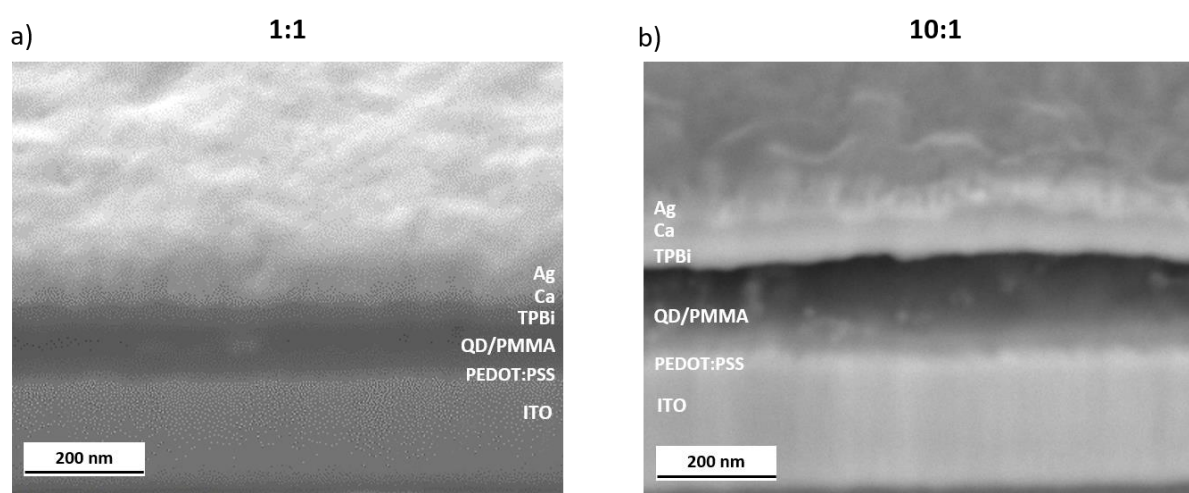 a)
1:1
Ag
Ca
TPBi
QD/PMMA
PEDOT:PSS
ITO
200 nm
b)
10:1
Ag
Ca
TPBi
QD/PMMA
PEDOT:PSS
ITO
200 nm